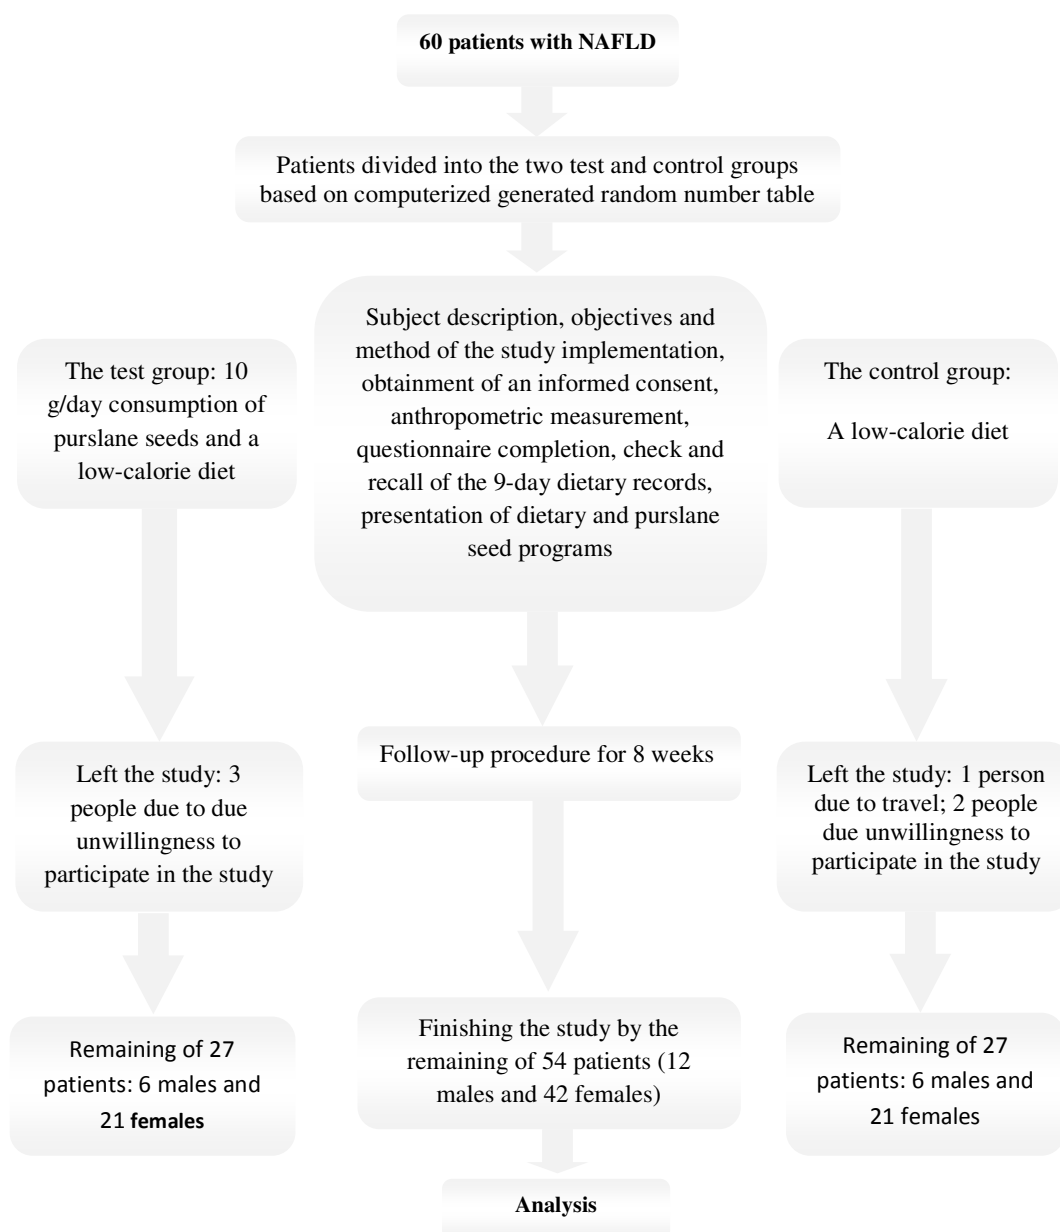 60 patients with NAFLD
Patients divided into the two test and control groups
based on computerized generated random number table
The test group: 10
g/day consumption of
purslane seeds and a
low-calorie diet
Subject description, objectives and
method of the study implementation,
obtainment of an informed consent,
anthropometric measurement,
questionnaire completion, check and
recall of the 9-day dietary records,
presentation of dietary and purslane
seed programs
The control group:
A low-calorie diet
Left the study: 3
people due to due
unwillingness to
participate in the study
Follow-up procedure for 8 weeks
Left the study: 1 person
due to travel; 2 people
due unwillingness to
participate in the study
Remaining of 27
patients: 6 males and
21 females
Finishing the study by the
remaining of 54 patients (12
males and 42 females)
Remaining of 27
patients: 6 males and
21 females
Analysis